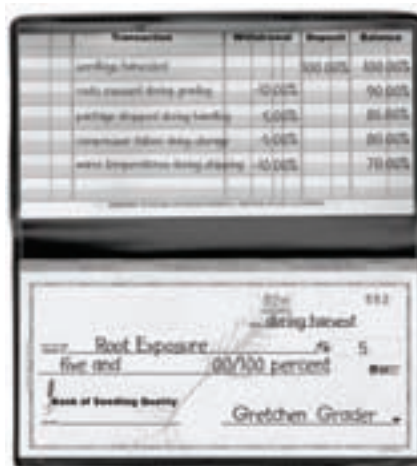 Transaction Withdrawal Deposit Balance
seedlings harvested 100.00% 100.00%
roots exposed during grading -10.00% 90.00%
package dropped during handling -5.00% 85.00%
compressor failure during storage -5.00% 80.00%
warm temperatures during shipping -10.00% 70.00%
552
during harvest
Root Exposure % 5
five and 00/100 percent
Bank of Seedling Quality
Gretchen Grader